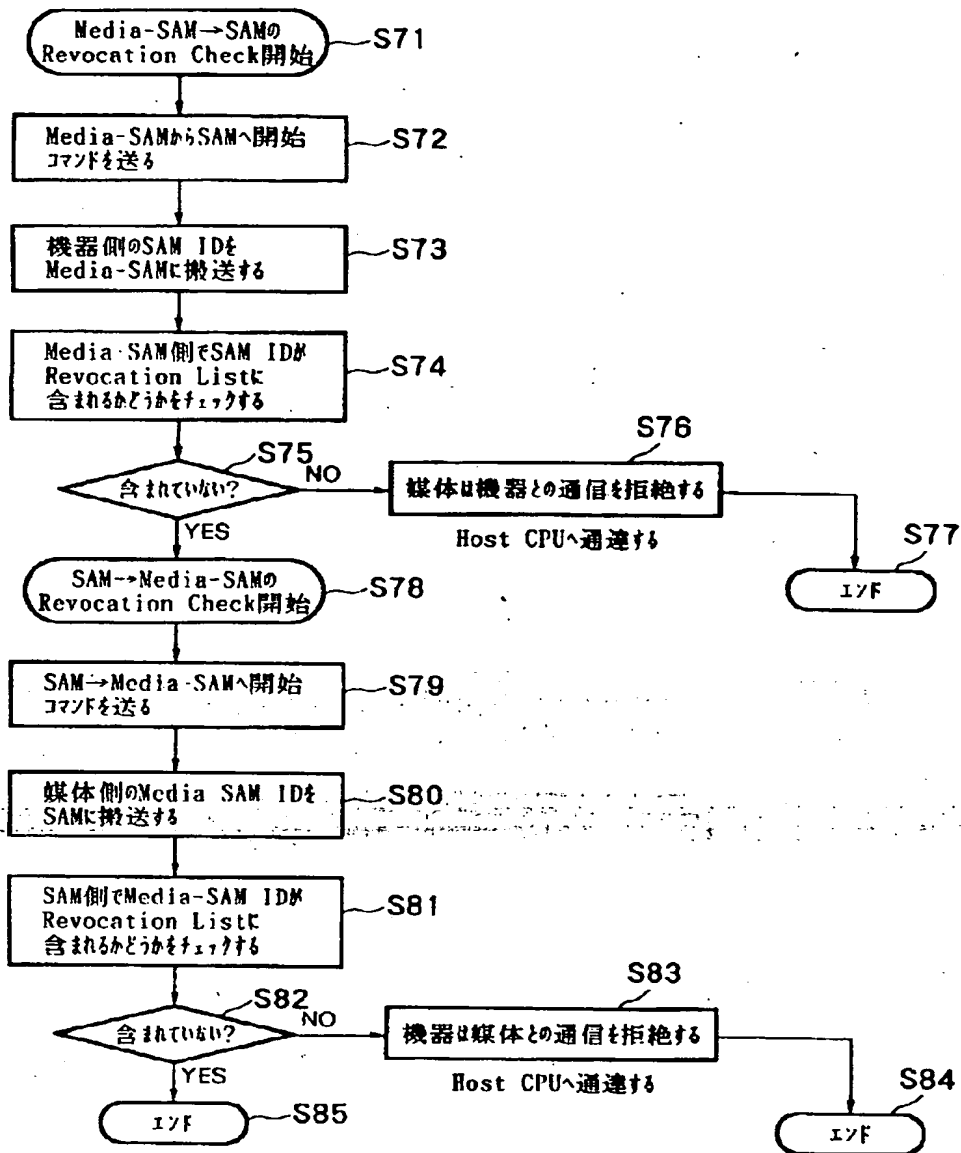 Media-SAM→SAMの
Revocation Check開始
S71
Media-SAMからSAMへ開始
コマンドを送る
S72
機器側のSAM IDを
Media-SAMに搬送する
S73
Media-SAM側でSAM IDが
Revocation Listに
含まれるかどうかをチェックする
S74
S75
含まれていない?
NO
YES
S76
媒体は機器との通信を拒絶する
Host CPUへ通達する
S77
エンド
SAM→Media-SAMの
Revocation Check開始
S78
SAM→Media-SAMへ開始
コマンドを送る
S79
媒体側のMedia SAM IDを
SAMに搬送する
S80
SAM側でMedia-SAM IDが
Revocation Listに
含まれるかどうかをチェックする
S81
S82
含まれていない?
NO
YES
S83
機器は媒体との通信を拒絶する
Host CPUへ通達する
S84
エンド
エンド
S85